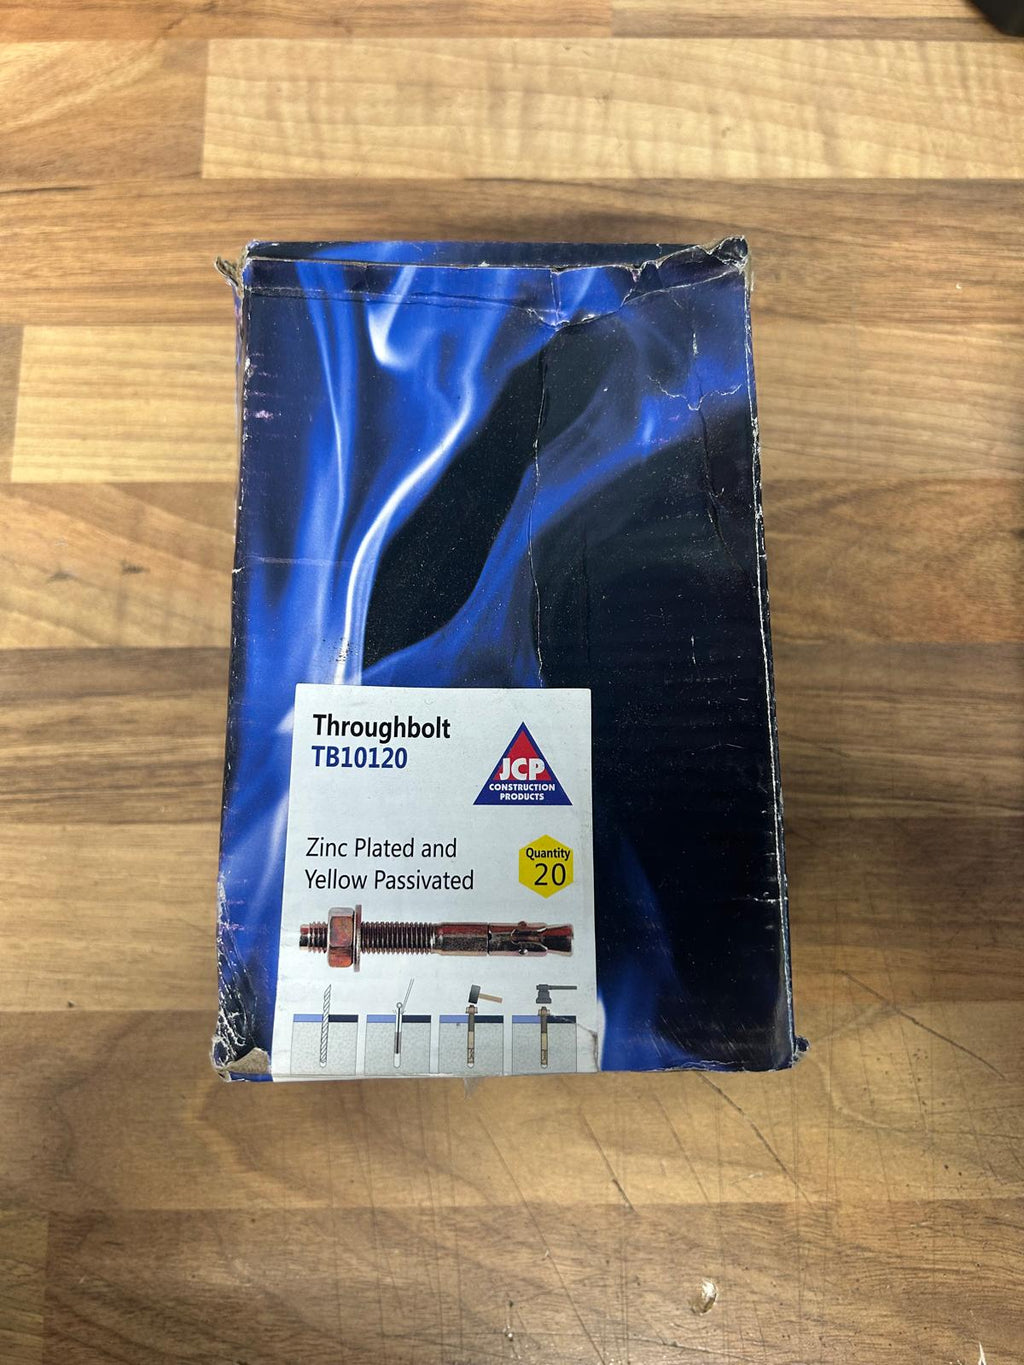 Throughbolt
TB10120
JCP
CONSTRUCTION
PRODUCTS
Zinc Plated and
Yellow Passivated
Quantity
20